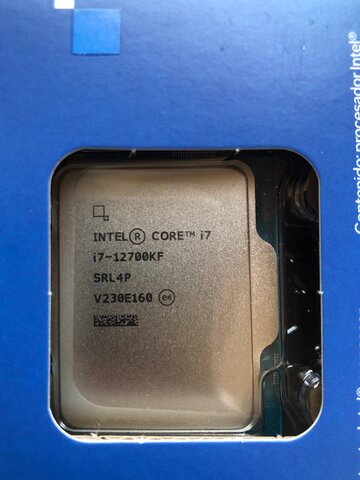 INTEL® CORE™ i7
i7-12700KF
SRL4P
V230E160 e4
Contenido: procesador Intel®